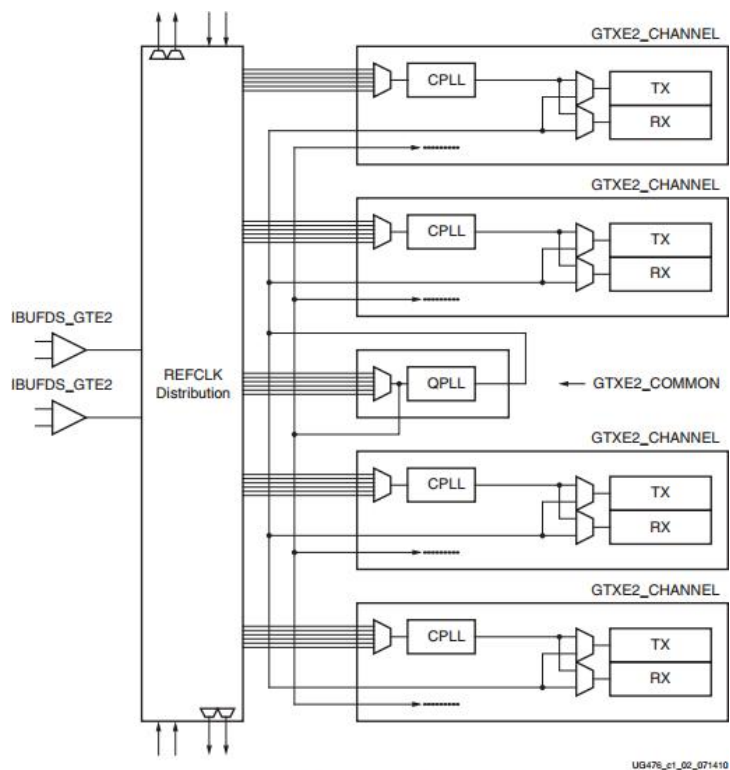 GTXE2_CHANNEL
CPLL
TX
RX
GTXE2_CHANNEL
CPLL
TX
RX
IBUFDS_GTE2
IBUFDS_GTE2
REFCLK
Distribution
QPLL
GTXE2_COMMON
GTXE2_CHANNEL
CPLL
TX
RX
GTXE2_CHANNEL
CPLL
TX
RX
UG476_c1_02_071410